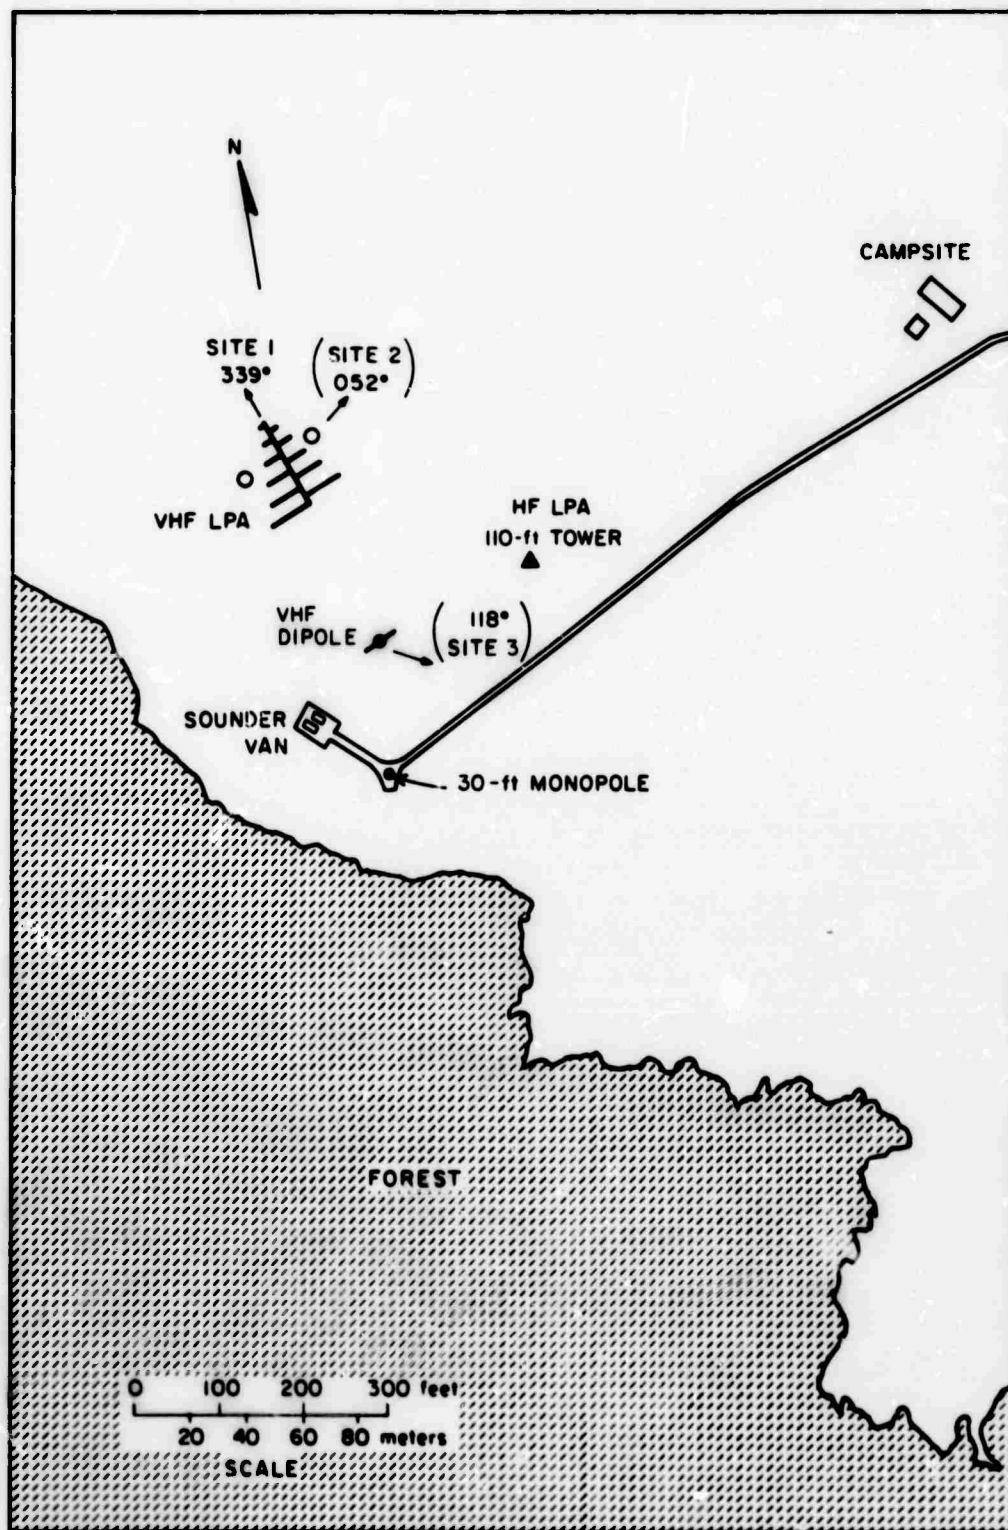 N
CAMPSITE
SITE 1
339°
(SITE 2
052°)
VHF LPA
HF LPA
110-ft TOWER
VHF
DIPOLE
(118°
SITE 3)
SOUNDER
VAN
30-ft MONOPOLE
FOREST
0 100 200 300 feet
20 40 60 80 meters
SCALE